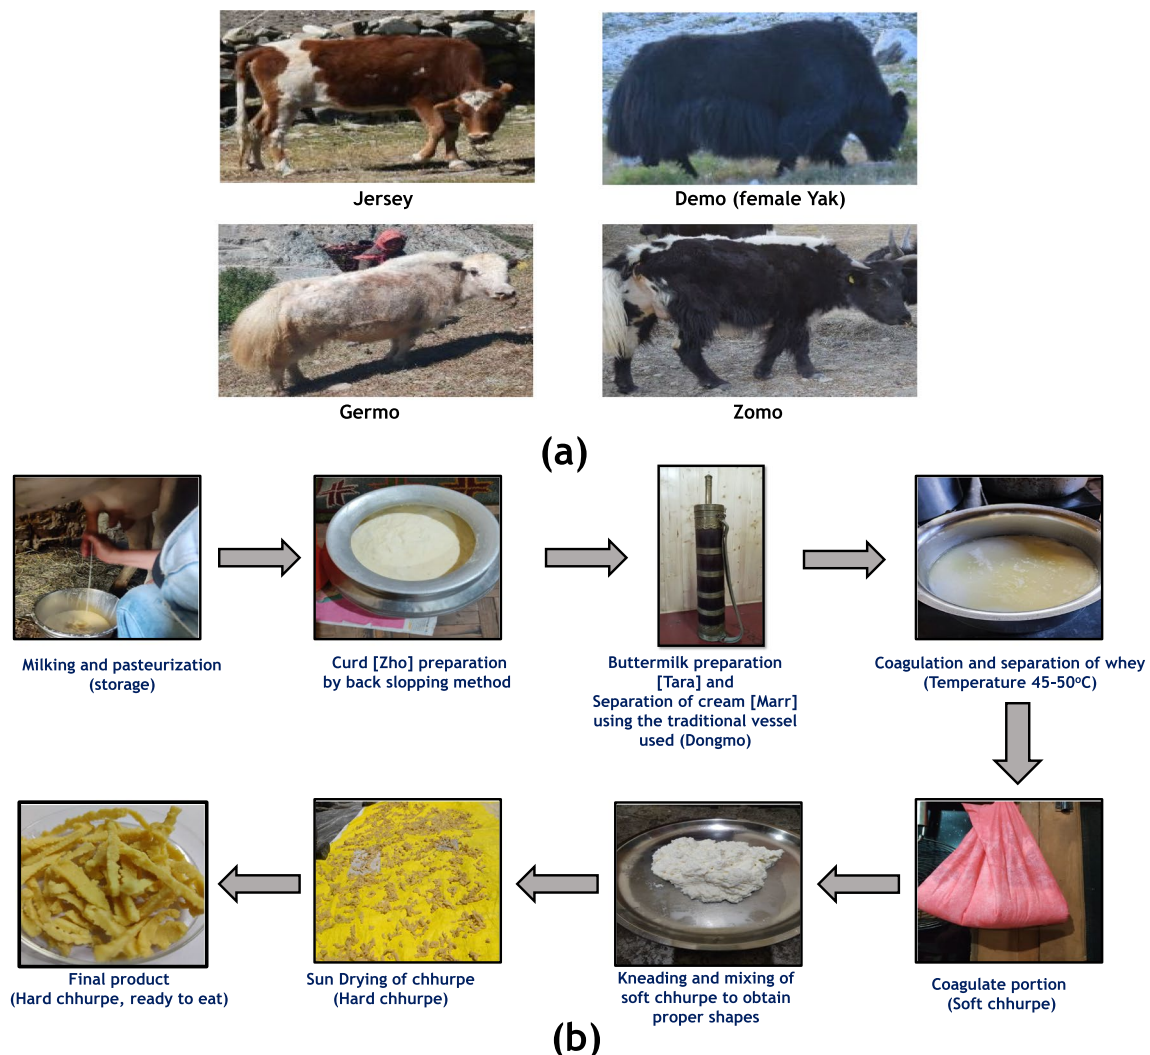 Jersey
Demo (female Yak)
Germo
Zomo
(a)
Milking and pasteurization
(storage)
Curd [Zho] preparation
by back slopping method
Buttermilk preparation
[Tara] and
Separation of cream [Marr]
using the traditional vessel
used (Dongmo)
Coagulation and separation of whey
(Temperature 45-50°C)
Final product
(Hard chhurpe, ready to eat)
Sun Drying of chhurpe
(Hard chhurpe)
Kneading and mixing of
soft chhurpe to obtain
proper shapes
Coagulate portion
(Soft chhurpe)
(b)